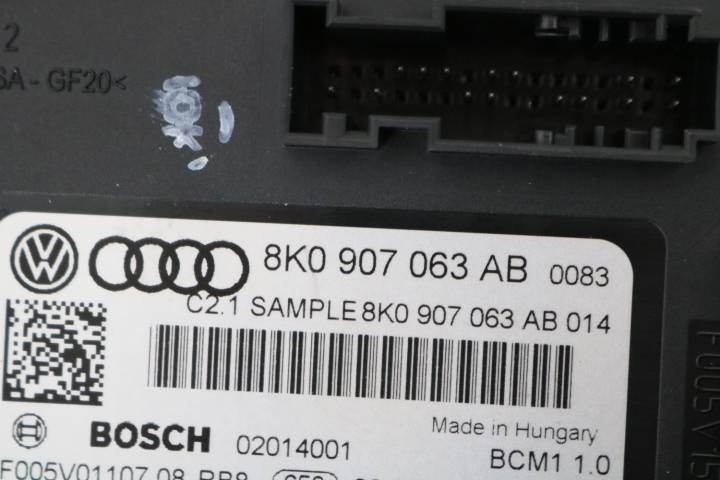 2
SA - GF20<
8K0 907 063 AB 0083
C2.1 SAMPLE 8K0 907 063 AB 014
Made in Hungary
BOSCH 02014001
BCM1 1.0
F005V01107 08
F005V15